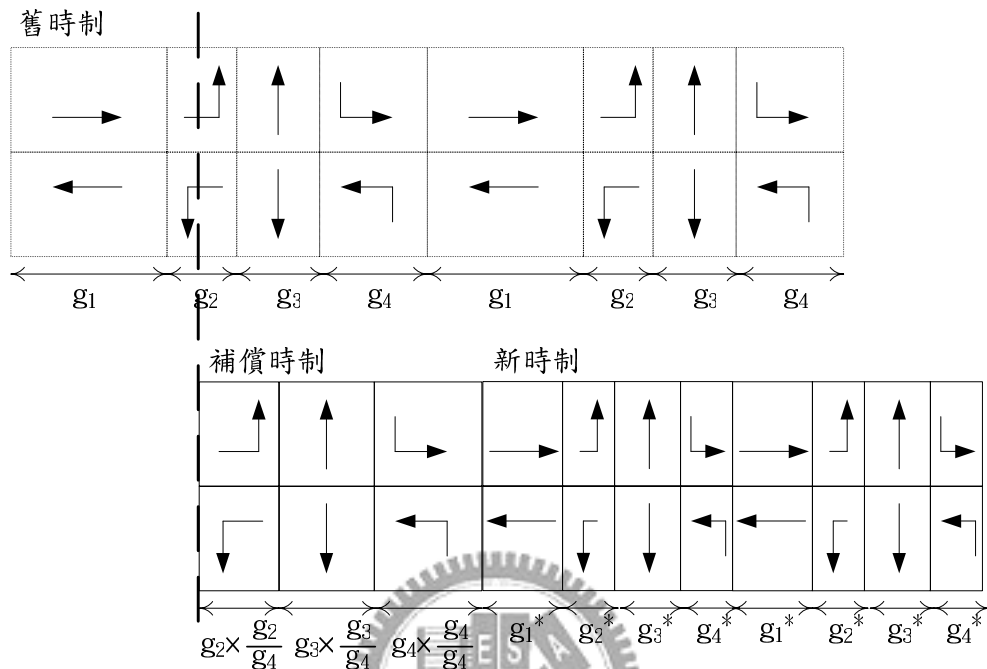 舊時制
g₁ g₂ g₃ g₄ g₁ g₂ g₃ g₄
補償時制 新時制
g₂×g₂/g₄ g₃×g₃/g₄ g₄×g₄/g₄ g₁* g₂* g₃* g₄* g₁* g₂* g₃* g₄*
ES